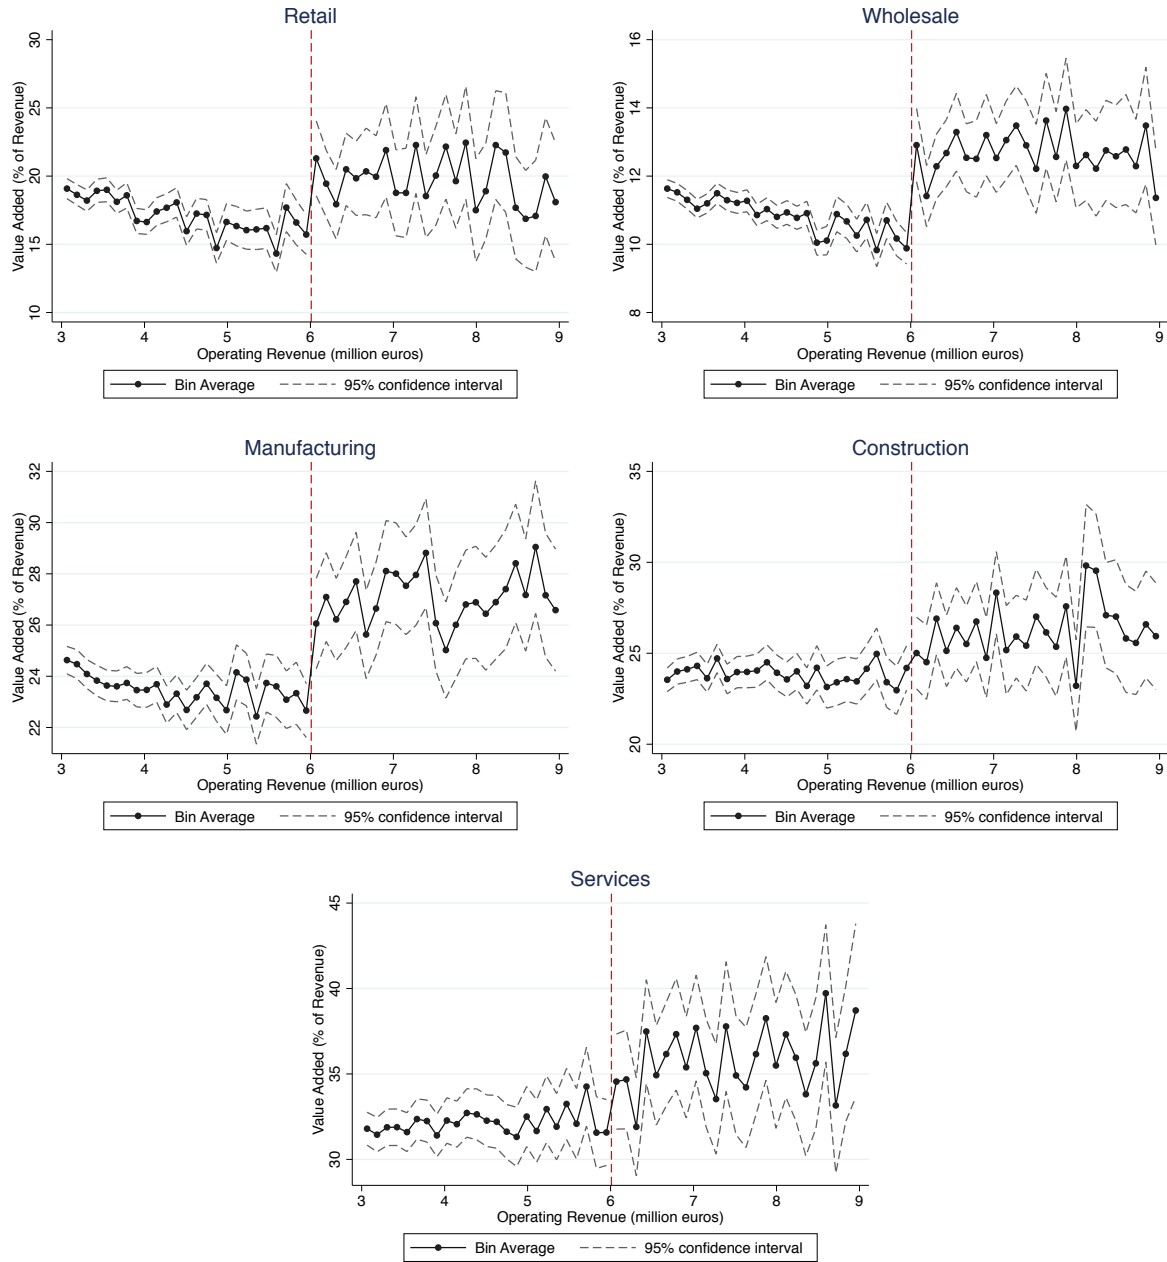 Retail
Value Added (% of Revenue)
30
25
20
15
10
3 4 5 6 7 8 9
Operating Revenue (million euros)
Bin Average 95% confidence interval
Wholesale
Value Added (% of Revenue)
16
14
12
10
8
3 4 5 6 7 8 9
Operating Revenue (million euros)
Bin Average 95% confidence interval
Manufacturing
Value Added (% of Revenue)
32
30
28
26
24
22
3 4 5 6 7 8 9
Operating Revenue (million euros)
Bin Average 95% confidence interval
Construction
Value Added (% of Revenue)
35
30
25
20
3 4 5 6 7 8 9
Operating Revenue (million euros)
Bin Average 95% confidence interval
Services
Value Added (% of Revenue)
45
40
35
30
3 4 5 6 7 8 9
Operating Revenue (million euros)
Bin Average 95% confidence interval